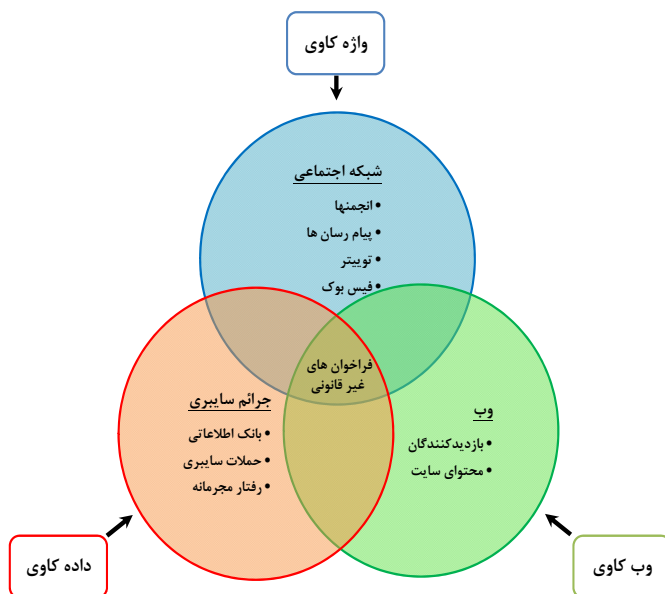 واژه کاوی
شبکه اجتماعی
• انجمنها
• پیام رسان ها
• توییتر
• فیس بوک
فراخوان های
غیر قانونی
جرائم سایبری
• بانک اطلاعاتی
• حملات سایبری
• رفتار مجرمانه
وب
• بازدیدکنندگان
• محتوای سایت
داده کاوی
وب کاوی